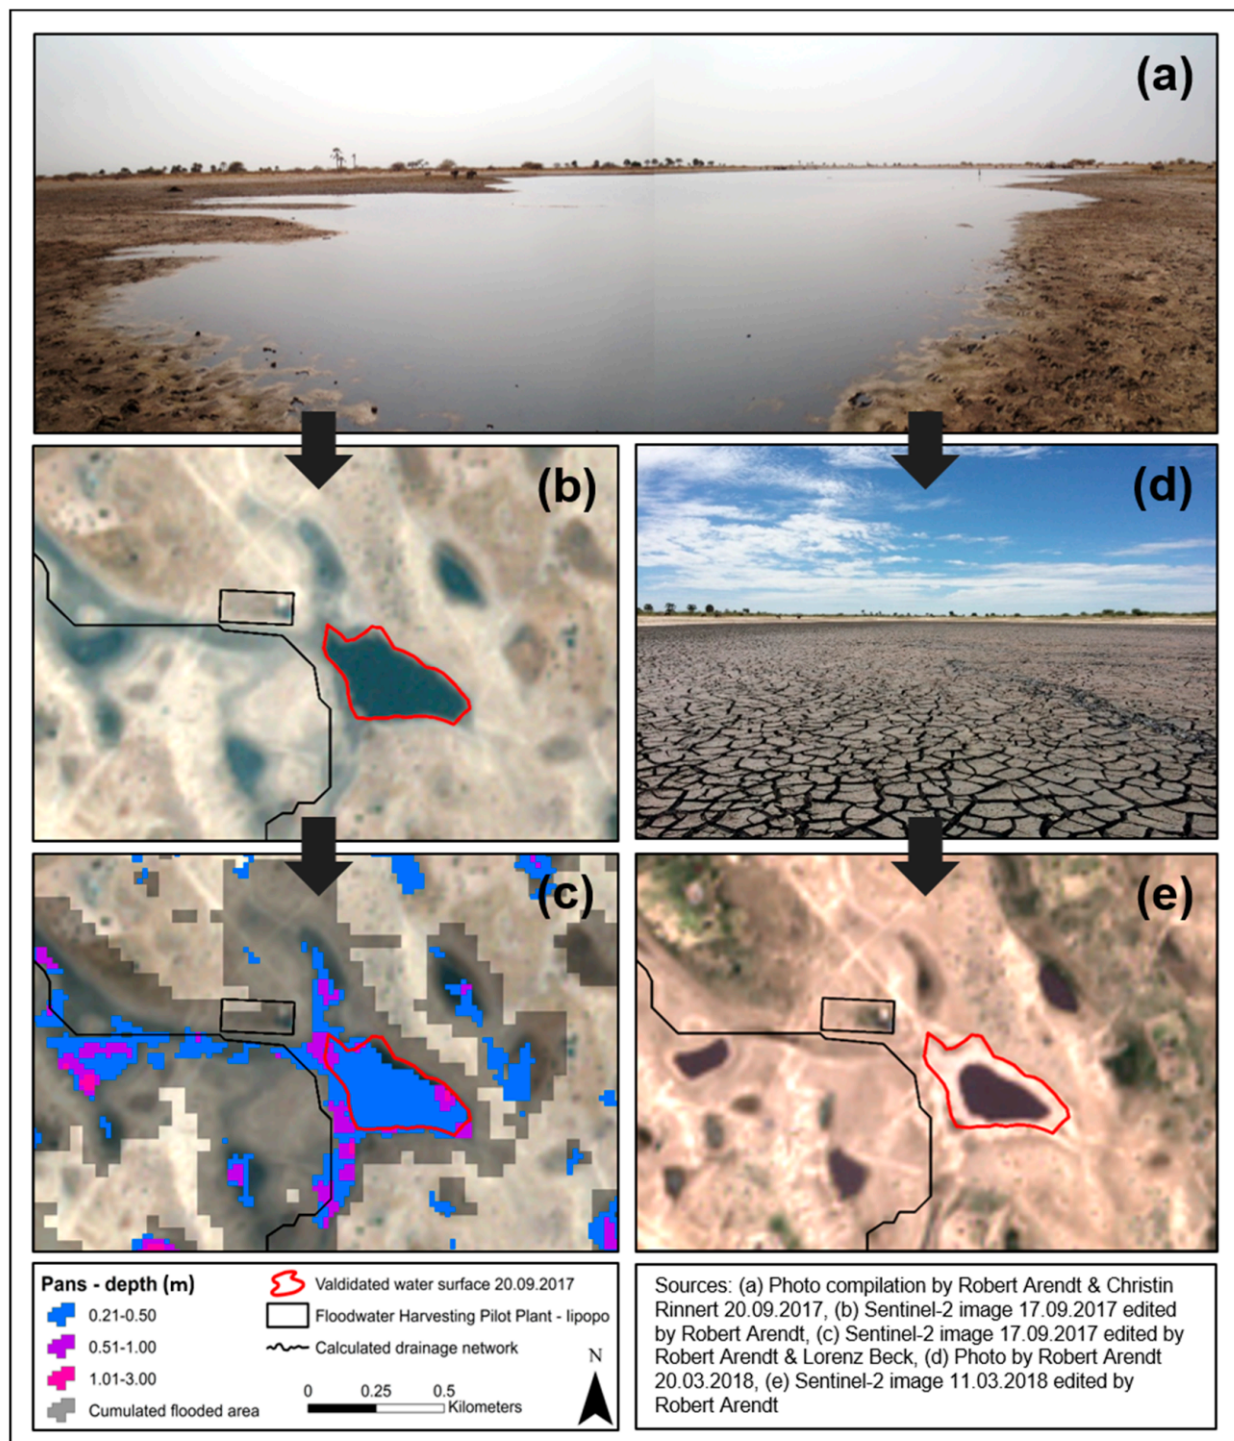 (a)
(b)
(d)
(c)
(e)
Pans - depth (m)
0.21-0.50
0.51-1.00
1.01-3.00
Cumulated flooded area
Valdidated water surface 20.09.2017
Floodwater Harvesting Pilot Plant - Iipopo
Calculated drainage network
N
0 0.25 0.5
Kilometers
Sources: (a) Photo compilation by Robert Arendt & Christin
Rinnert 20.09.2017, (b) Sentinel-2 image 17.09.2017 edited
by Robert Arendt, (c) Sentinel-2 image 17.09.2017 edited by
Robert Arendt & Lorenz Beck, (d) Photo by Robert Arendt
20.03.2018, (e) Sentinel-2 image 11.03.2018 edited by
Robert Arendt